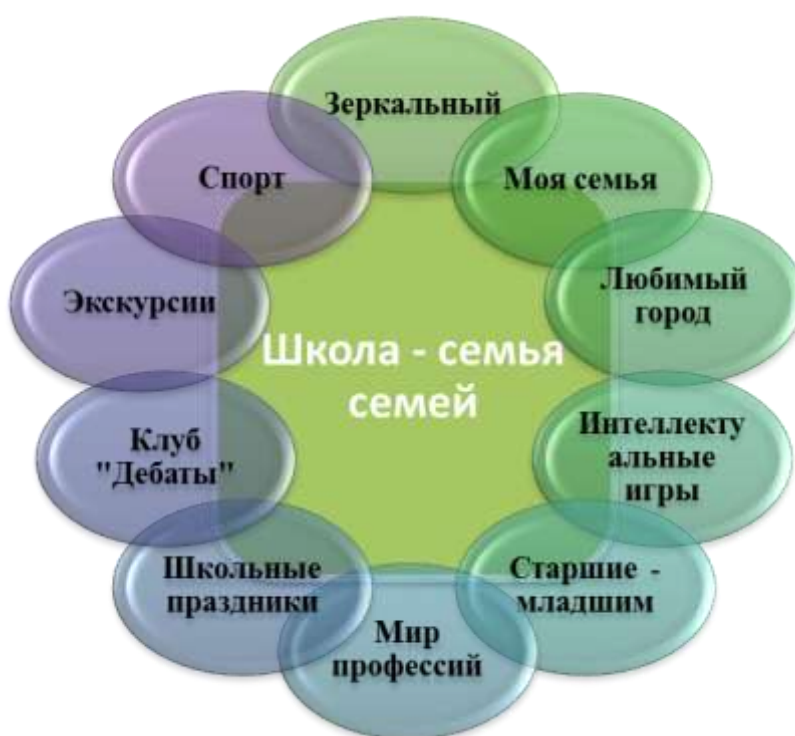 Зеркальный
Моя семья
Любимый
город
Интеллекту
альные
игры
Старшие -
младшим
Мир
профессий
Школьные
праздники
Клуб
"Дебаты"
Экскурсии
Спорт
Школа - семья
семей